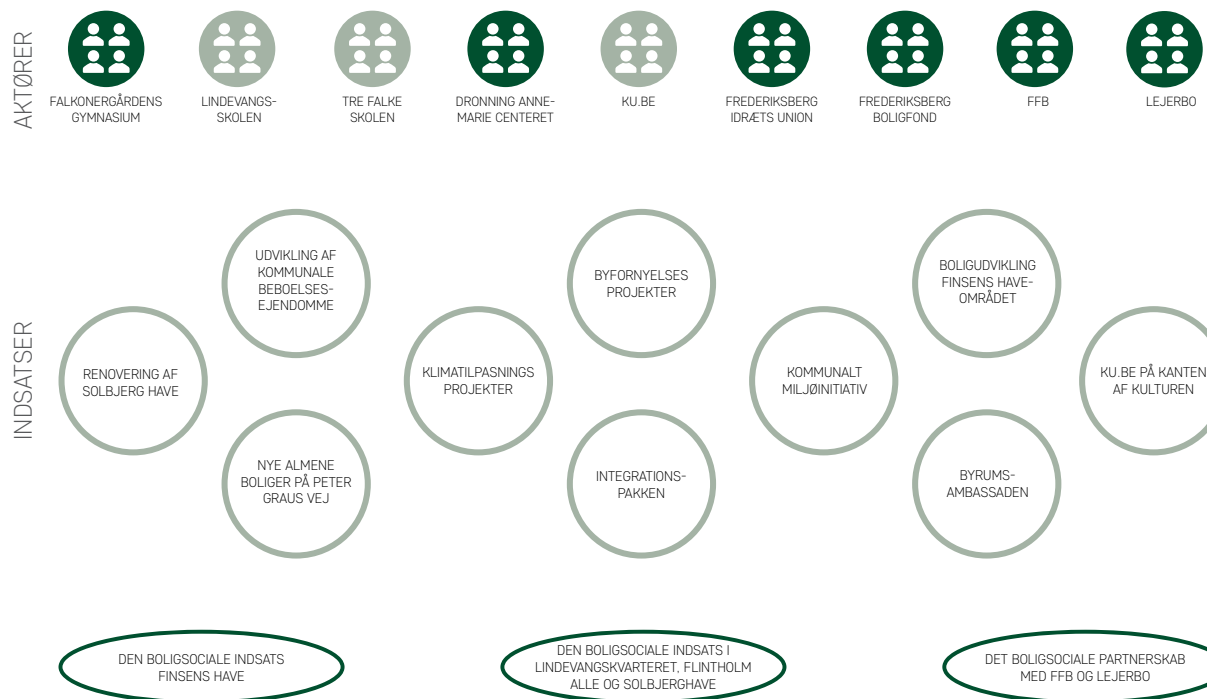 AKTØRER
FALKONERGÅRDENS
GYMNASIUM
LINDEVANGS-
SKOLEN
TRE FALKE
SKOLEN
DRONNING ANNE-
MARIE CENTERET
KU.BE
FREDERIKSBERG
IDRÆTS UNION
FREDERIKSBERG
BOLIGFOND
FFB
LEJERBO
INDSATSER
RENOVERING AF
SOLBJERG HAVE
UDVIKLING AF
KOMMUNALE
BEBOELSES-
EJENDOMME
NYE ALMENE
BOLIGER PÅ PETER
GRAUS VEJ
KLIMATILPASNINGS
PROJEKTER
BYFORNYELSES
PROJEKTER
INTEGRATIONS-
PAKKEN
KOMMUNALT
MILJØINITIATIV
BOLIGUDVIKLING
FINSENS HAVE-
OMRÅDET
BYRUMS-
AMBASSADEN
KU.BE PÅ KANTEN
AF KULTUREN
DEN BOLIGSOCIALE INDSATS
FINSENS HAVE
DEN BOLIGSOCIALE INDSATS I
LINDEVANGSKVARTERET, FLINTHOLM
ALLE OG SOLBJERGHAVE
DET BOLIGSOCIALE PARTNERSKAB
MED FFB OG LEJERBO